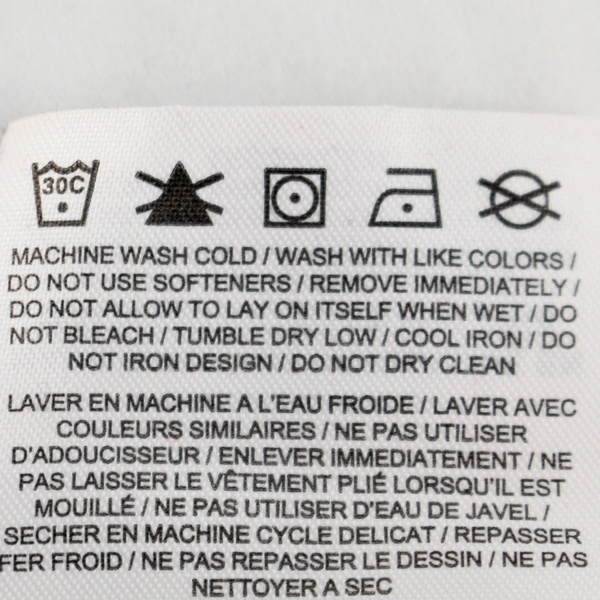 30C
MACHINE WASH COLD / WASH WITH LIKE COLORS /
DO NOT USE SOFTENERS / REMOVE IMMEDIATELY /
DO NOT ALLOW TO LAY ON ITSELF WHEN WET / DO
NOT BLEACH / TUMBLE DRY LOW / COOL IRON / DO
NOT IRON DESIGN / DO NOT DRY CLEAN
LAVER EN MACHINE A L'EAU FROIDE / LAVER AVEC
COULEURS SIMILAIRES / NE PAS UTILISER
D'ADOUCISSEUR / ENLEVER IMMEDIATEMENT / NE
PAS LAISSER LE VÊTEMENT PLIÉ LORSQU'IL EST
MOUILLÉ / NE PAS UTILISER D'EAU DE JAVEL /
SECHER EN MACHINE CYCLE DELICAT / REPASSER
FER FROID / NE PAS REPASSER LE DESSIN / NE PAS
NETTOYER A SEC